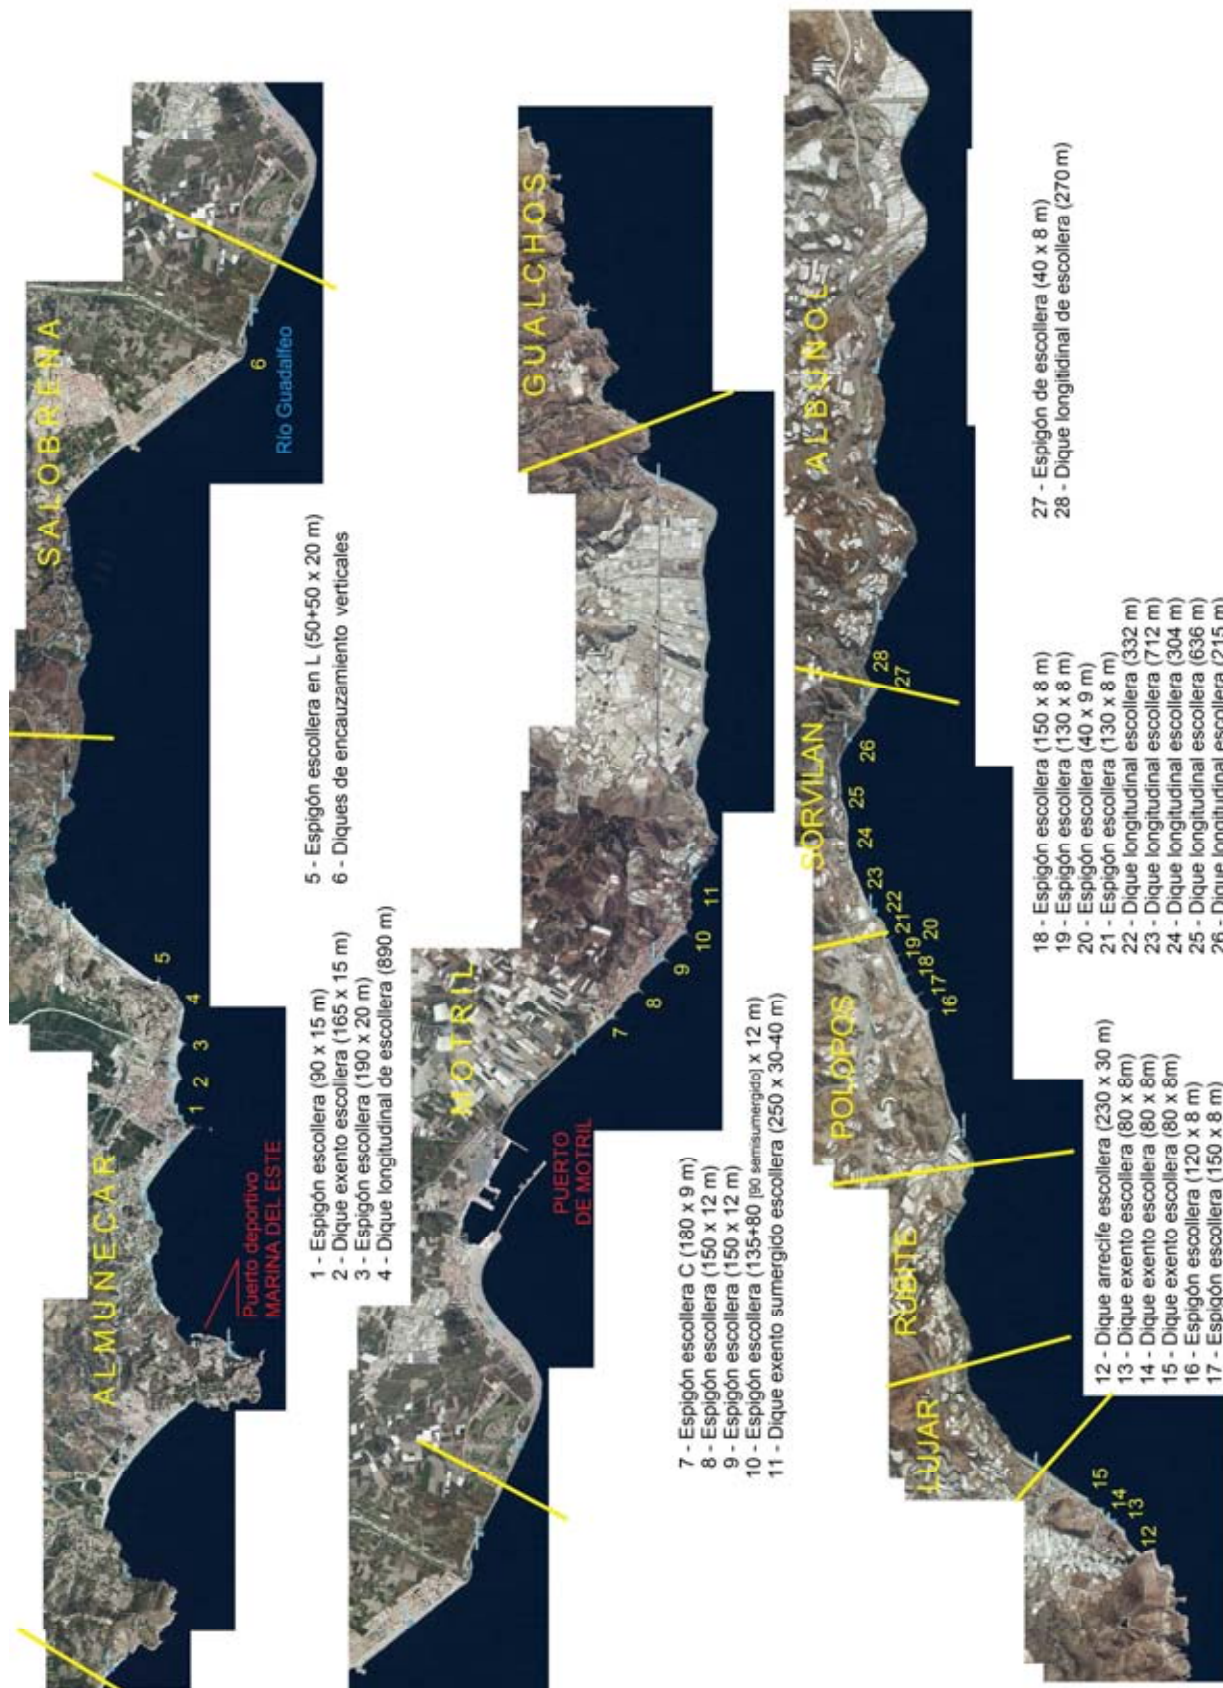 ALMUÑECAR
SALOBREÑA
1
2
3
4
5
6
Río Guadalfeo
Puerto deportivo
MARINA DEL ESTE
1 - Espigón escollera (90 x 15 m)
2 - Dique exento escollera (165 x 15 m)
3 - Espigón escollera (190 x 20 m)
4 - Dique longitudinal de escollera (890 m)
5 - Espigón escollera en L (50+50 x 20 m)
6 - Diques de encauzamiento verticales
MOTRIL
GUALCHOS
7
8
9
10
11
PUERTO
DE MOTRIL
7 - Espigón escollera C (180 x 9 m)
8 - Espigón escollera (150 x 12 m)
9 - Espigón escollera (150 x 12 m)
10 - Espigón escollera (135+80 [90 semisumergido] x 12 m)
11 - Dique exento sumergido escollera (250 x 30-40 m)
LUJAR
RUBITE
POLOPOS
SORVILAN
ALBUÑOL
12
13
14
15
16
17
18
19
20
21
22
23
24
25
26
27
28
12 - Dique arrecife escollera (230 x 30 m)
13 - Dique exento escollera (80 x 8m)
14 - Dique exento escollera (80 x 8m)
15 - Dique exento escollera (80 x 8m)
16 - Espigón escollera (120 x 8 m)
17 - Espigón escollera (150 x 8 m)
18 - Espigón escollera (150 x 8 m)
19 - Espigón escollera (130 x 8 m)
20 - Espigón escollera (40 x 9 m)
21 - Espigón escollera (130 x 8 m)
22 - Dique longitudinal escollera (332 m)
23 - Dique longitudinal escollera (712 m)
24 - Dique longitudinal escollera (304 m)
25 - Dique longitudinal escollera (636 m)
26 - Dique longitudinal escollera (215 m)
27 - Espigón de escollera (40 x 8 m)
28 - Dique longitidinal de escollera (270 m)